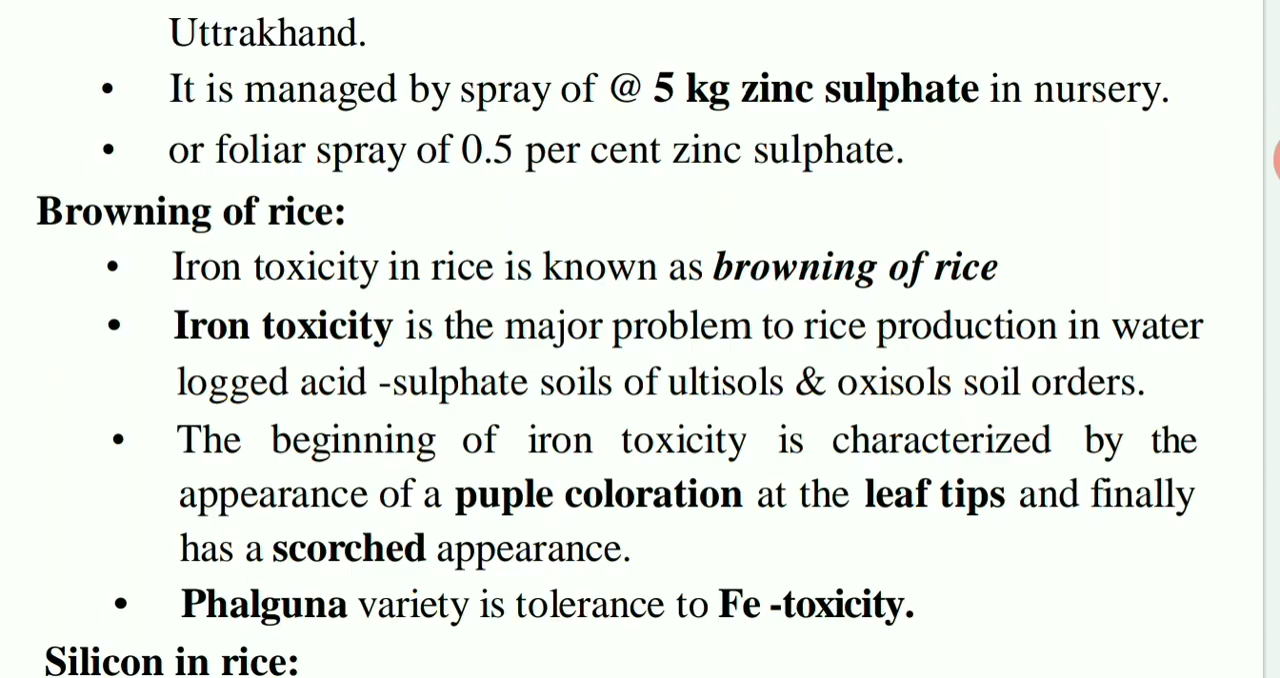 Uttrakhand.
• It is managed by spray of @ 5 kg zinc sulphate in nursery.
• or foliar spray of 0.5 per cent zinc sulphate.
Browning of rice:
• Iron toxicity in rice is known as browning of rice
• Iron toxicity is the major problem to rice production in water
logged acid -sulphate soils of ultisols & oxisols soil orders.
• The beginning of iron toxicity is characterized by the
appearance of a puple coloration at the leaf tips and finally
has a scorched appearance.
• Phalguna variety is tolerance to Fe -toxicity.
Silicon in rice: